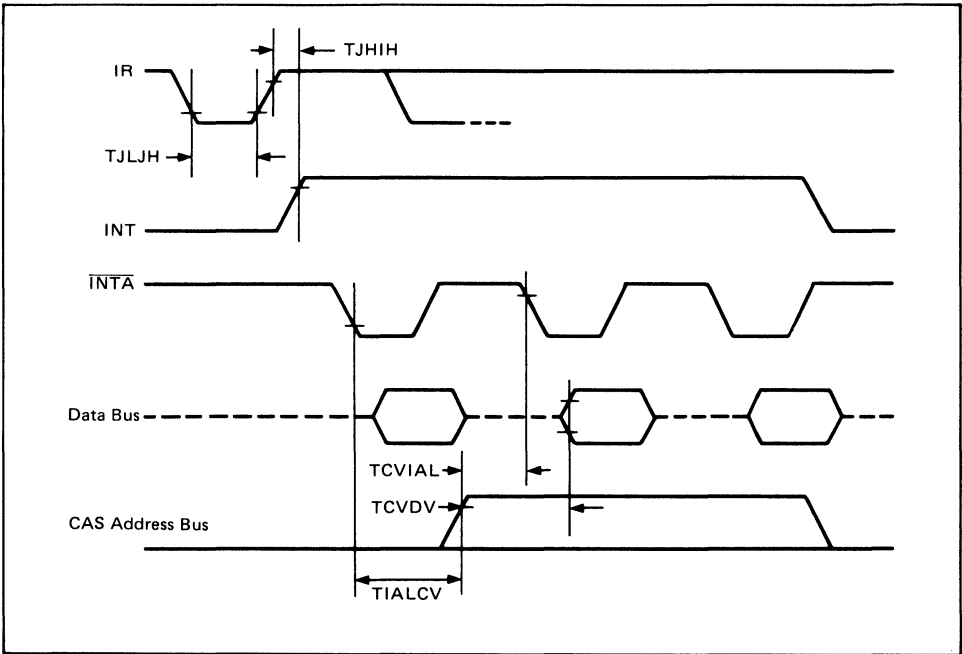 TJHIH
IR
TJLJH
INT
INTA
Data Bus
TCVIAL
TCVDV
CAS Address Bus
TIALCV